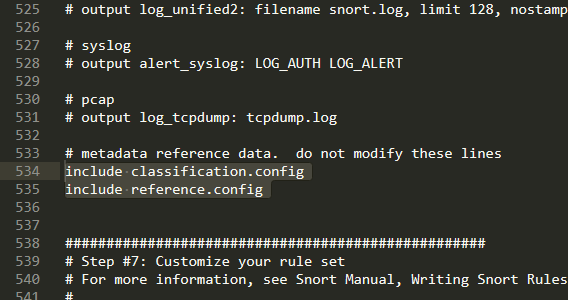 525 # output log_unified2: filename snort.log, limit 128, nostamp
526
527 # syslog
528 # output alert_syslog: LOG_AUTH LOG_ALERT
529
530 # pcap
531 # output log_tcpdump: tcpdump.log
532
533 # metadata reference data.  do not modify these lines
534 include classification.config
535 include reference.config
536
537
538 ###################################################
539 # Step #7: Customize your rule set
540 # For more information, see Snort Manual, Writing Snort Rules
541 #